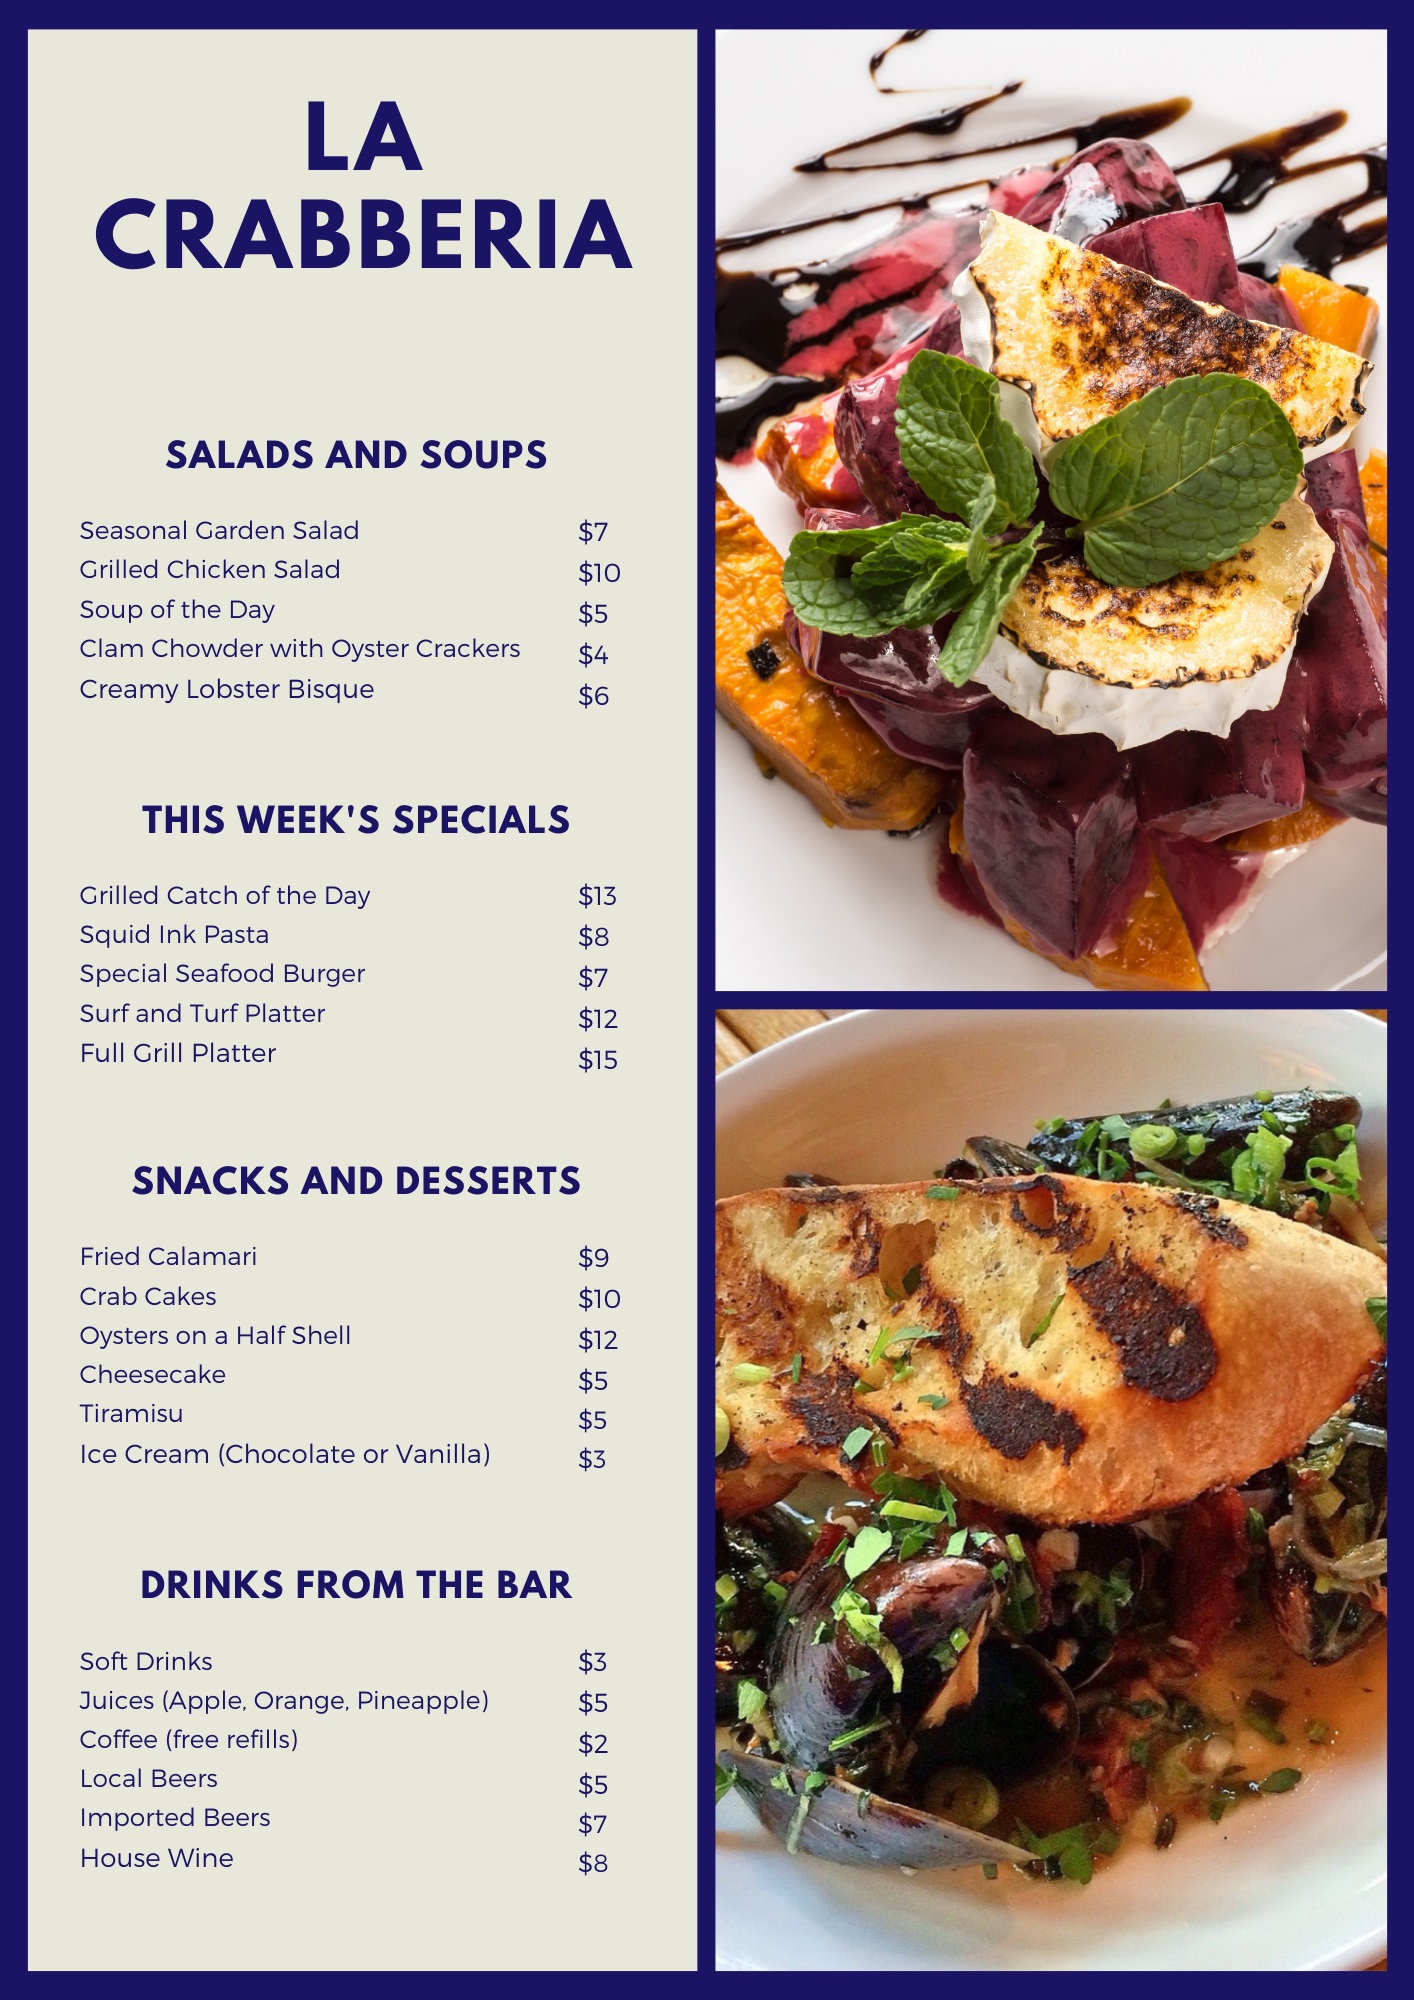 LA
CRABBERIA
SALADS AND SOUPS
Seasonal Garden Salad $7
Grilled Chicken Salad $10
Soup of the Day $5
Clam Chowder with Oyster Crackers $4
Creamy Lobster Bisque $6
THIS WEEK'S SPECIALS
Grilled Catch of the Day $13
Squid Ink Pasta $8
Special Seafood Burger $7
Surf and Turf Platter $12
Full Grill Platter $15
SNACKS AND DESSERTS
Fried Calamari $9
Crab Cakes $10
Oysters on a Half Shell $12
Cheesecake $5
Tiramisu $5
Ice Cream (Chocolate or Vanilla) $3
DRINKS FROM THE BAR
Soft Drinks $3
Juices (Apple, Orange, Pineapple) $5
Coffee (free refills) $2
Local Beers $5
Imported Beers $7
House Wine $8